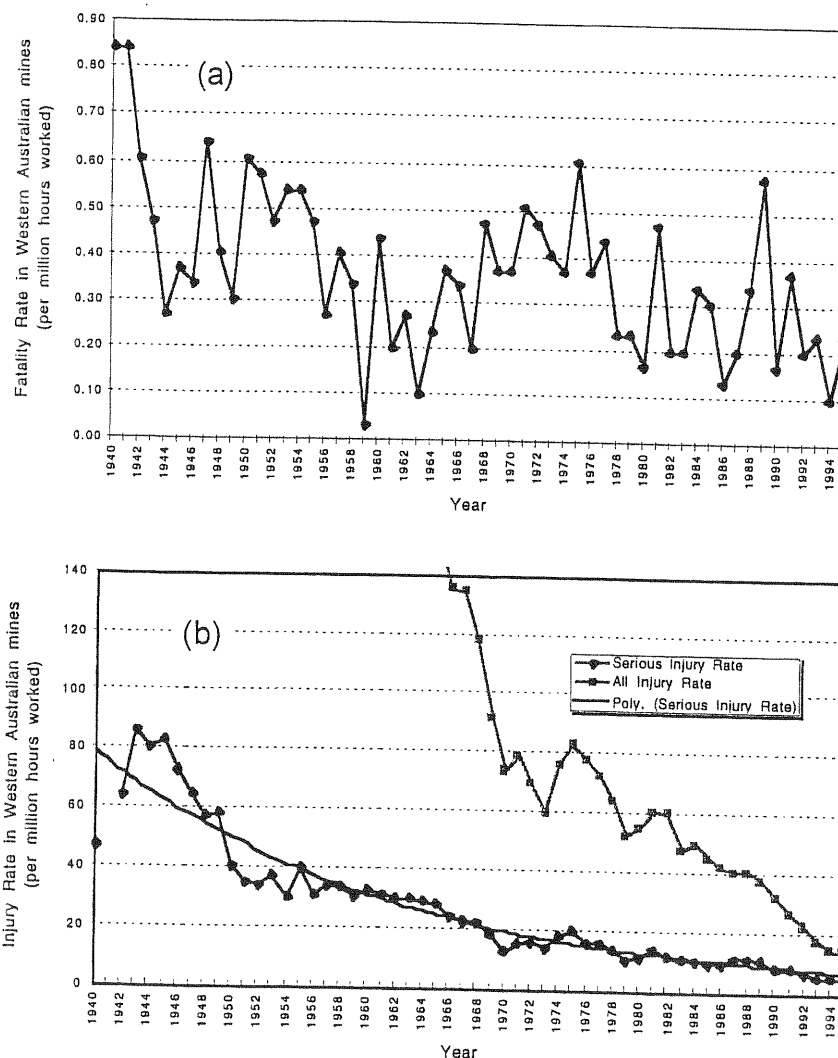 0.90
0.80
0.70
0.60
0.50
0.40
0.30
0.20
0.10
0.00
Fatality Rate in Western Australian mines
(per million hours worked)
(a)
1940 1942 1944 1946 1948 1950 1952 1954 1956 1958 1960 1962 1964 1966 1968 1970 1972 1974 1976 1978 1980 1982 1984 1986 1988 1990 1992 1994
Year
140
120
100
80
60
40
20
0
Injury Rate in Western Australian mines
(per million hours worked)
(b)
Serious Injury Rate
All Injury Rate
Poly. (Serious Injury Rate)
1940 1942 1944 1946 1948 1950 1952 1954 1956 1958 1960 1962 1964 1966 1968 1970 1972 1974 1976 1978 1980 1982 1984 1986 1988 1990 1992 1994
Year